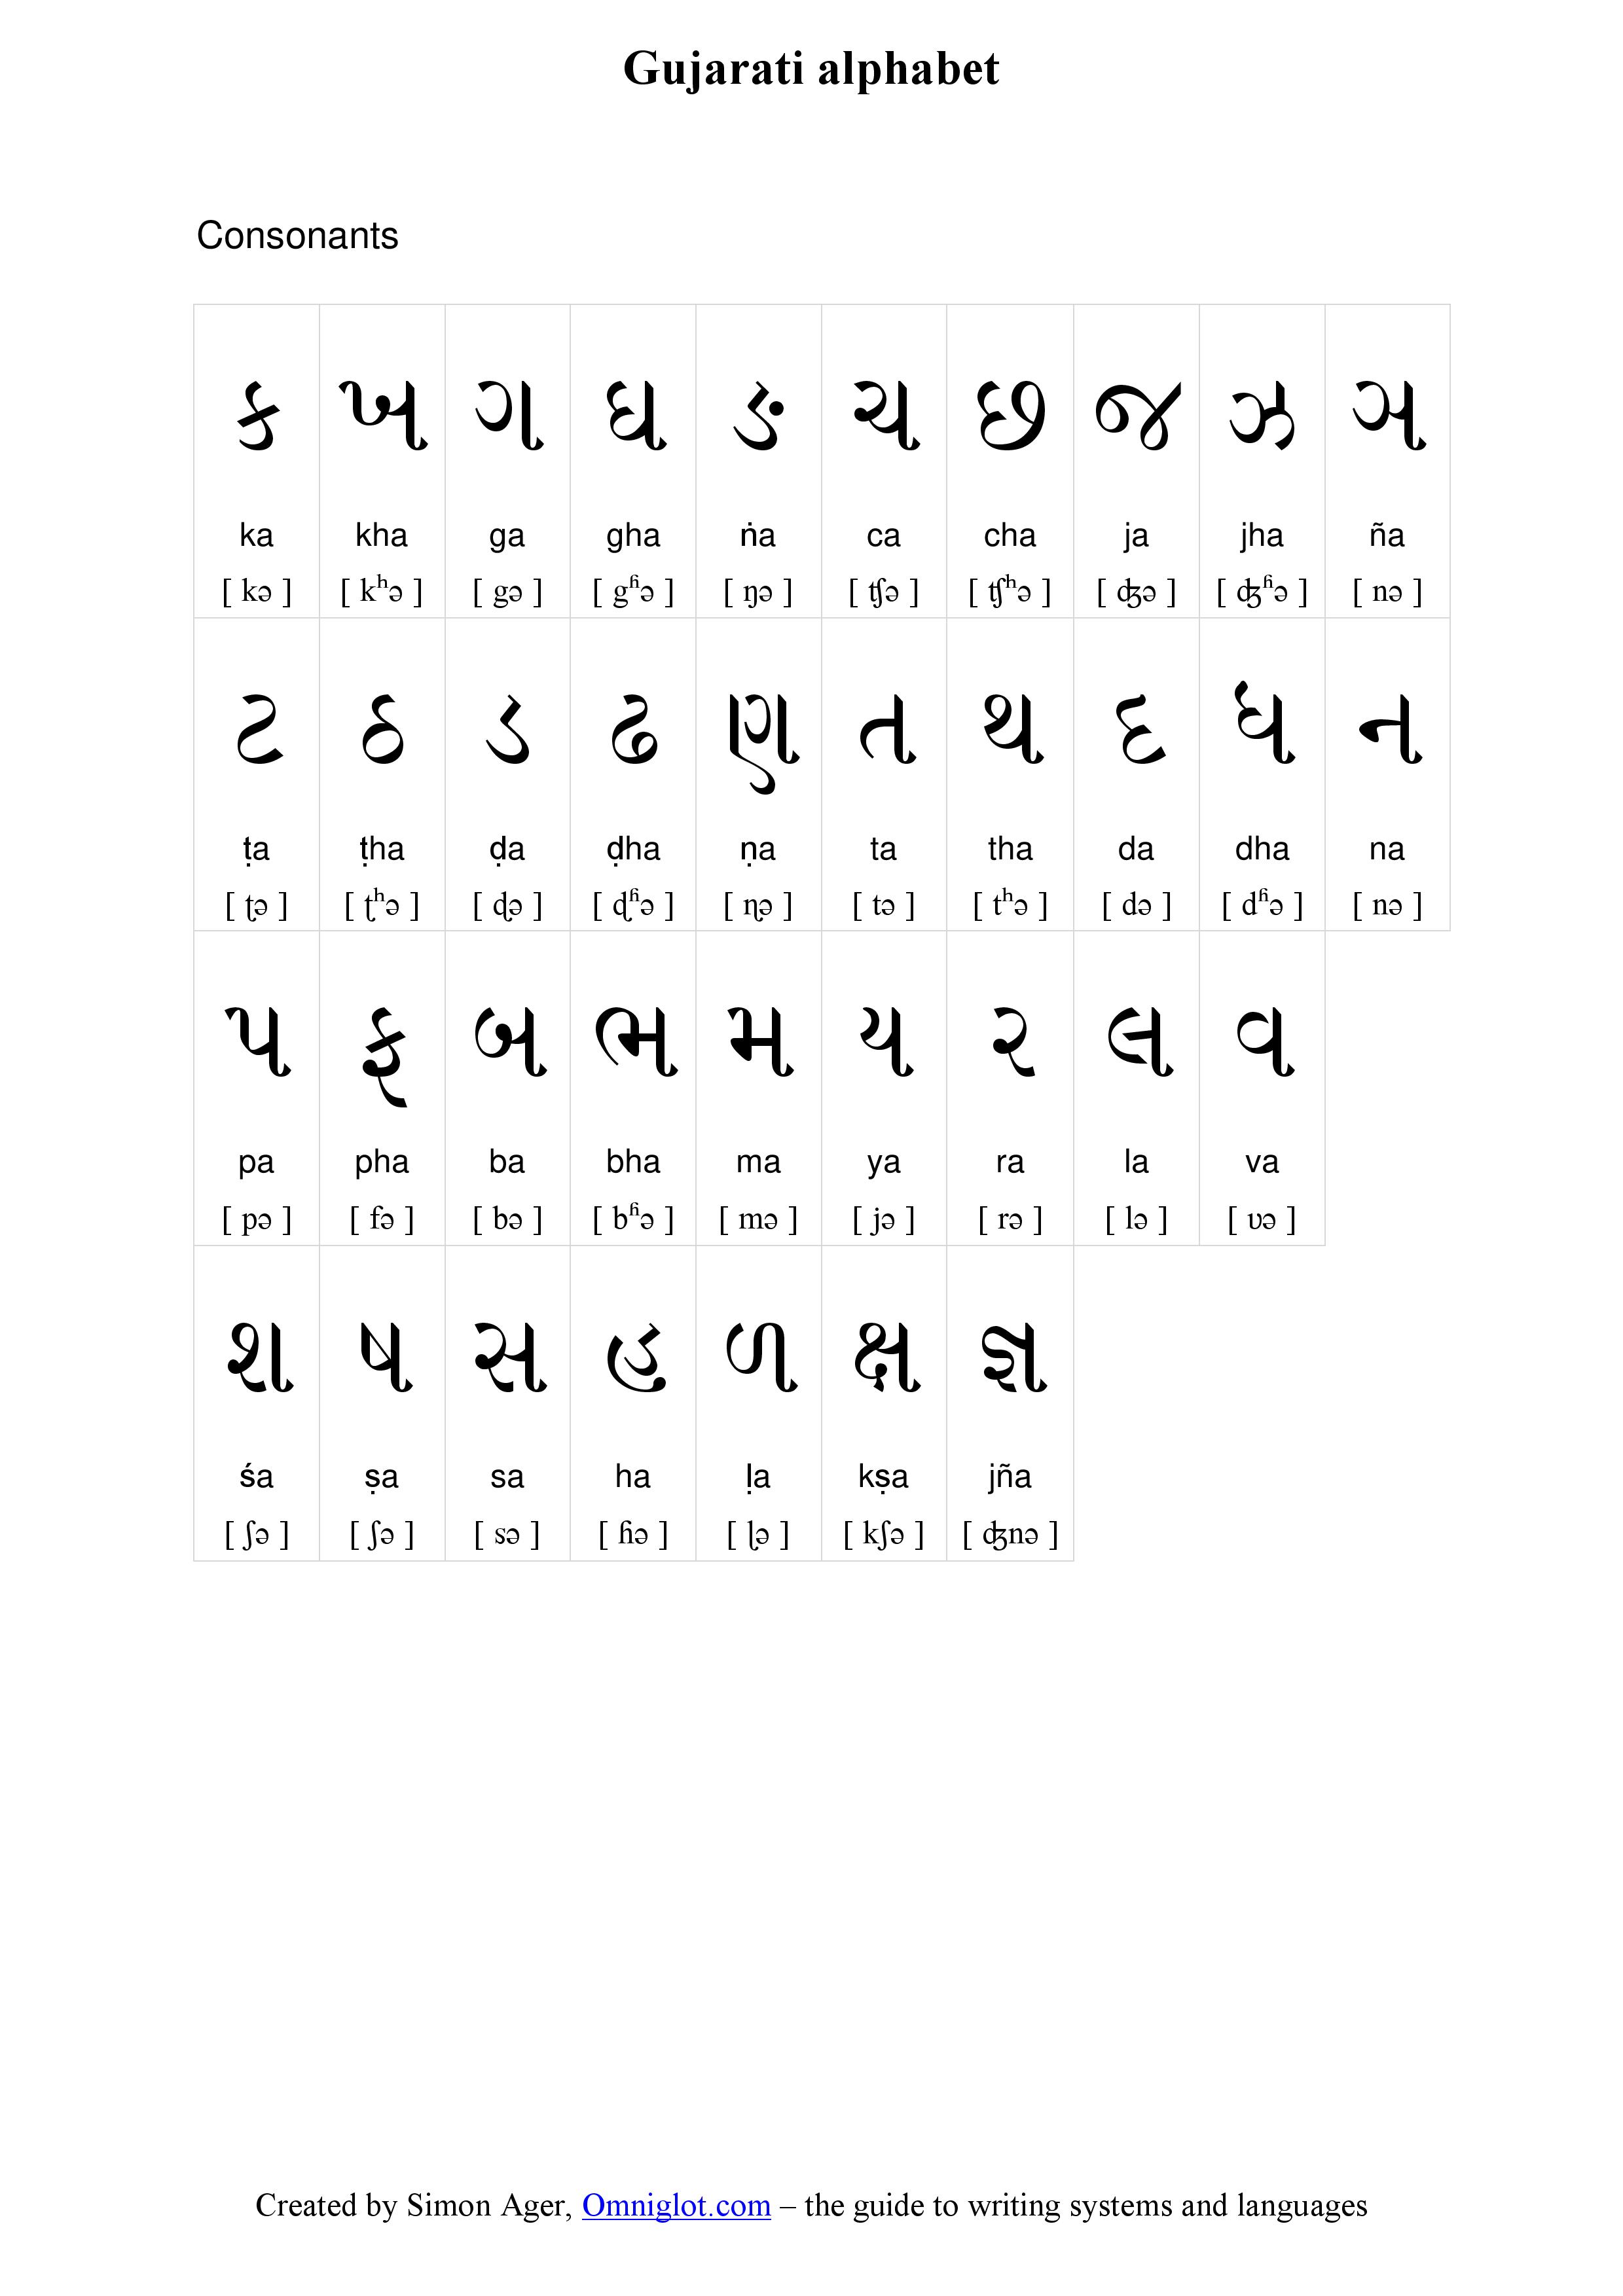 Gujarati alphabet
Consonants
ક ખ ગ ઘ ઙ ચ છ જ ઝ ઞ
ka kha ga gha ṅa ca cha ja jha ña
[ kə ] [ kʰə ] [ gə ] [ gʱə ] [ ŋə ] [ ʧə ] [ ʧʰə ] [ ʤə ] [ ʤʱə ] [ nə ]
ટ ઠ ડ ઢ ણ ત થ દ ધ ન
ṭa ṭha ḍa ḍha ṇa ta tha da dha na
[ ʈə ] [ ʈʰə ] [ ɖə ] [ ɖʱə ] [ ɳə ] [ tə ] [ tʰə ] [ də ] [ dʱə ] [ nə ]
પ ફ બ ભ મ ય ર લ વ
pa pha ba bha ma ya ra la va
[ pə ] [ fə ] [ bə ] [ bʱə ] [ mə ] [ jə ] [ rə ] [ lə ] [ ʋə ]
શ ષ સ હ ળ ક્ષ જ્ઞ
śa ṣa sa ha ḷa kṣa jña
[ ʃə ] [ ʃə ] [ sə ] [ ɦə ] [ ɭə ] [ kʃə ] [ ʤnə ]
Created by Simon Ager, Omniglot.com – the guide to writing systems and languages